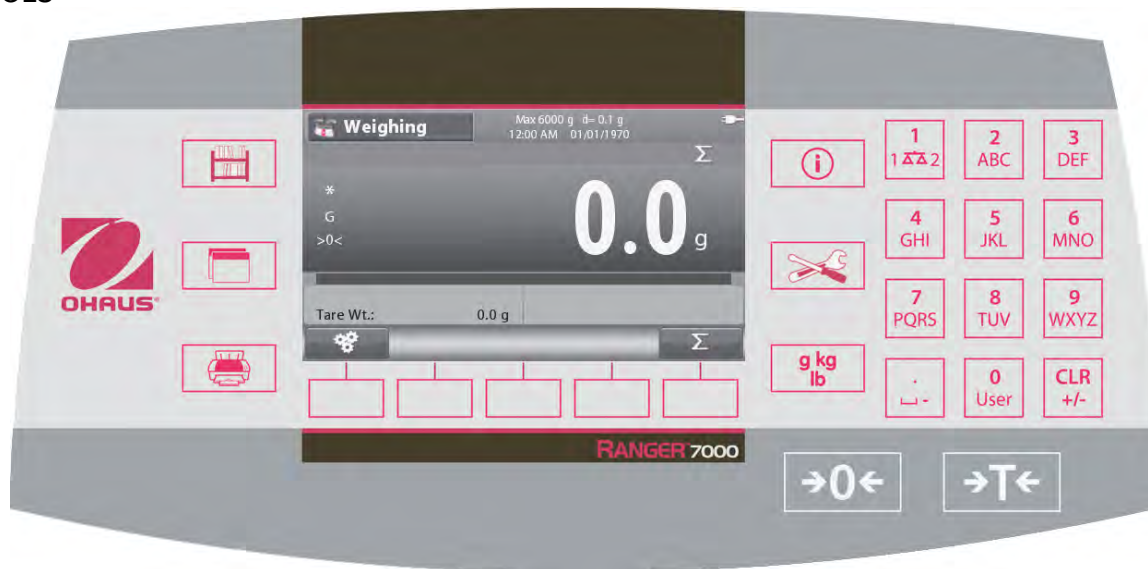 Weighing
Max 6000 g d= 0.1 g
12:00 AM 01/01/1970
Σ
*
G
>0<
0.0 g
Tare Wt.: 0.0 g
Σ
OHAUS
RANGER 7000
g kg
lb
1
1 2
2
ABC
3
DEF
4
GHI
5
JKL
6
MNO
7
PQRS
8
TUV
9
WXYZ
.
-
0
User
CLR
+/-
→0←
→T←